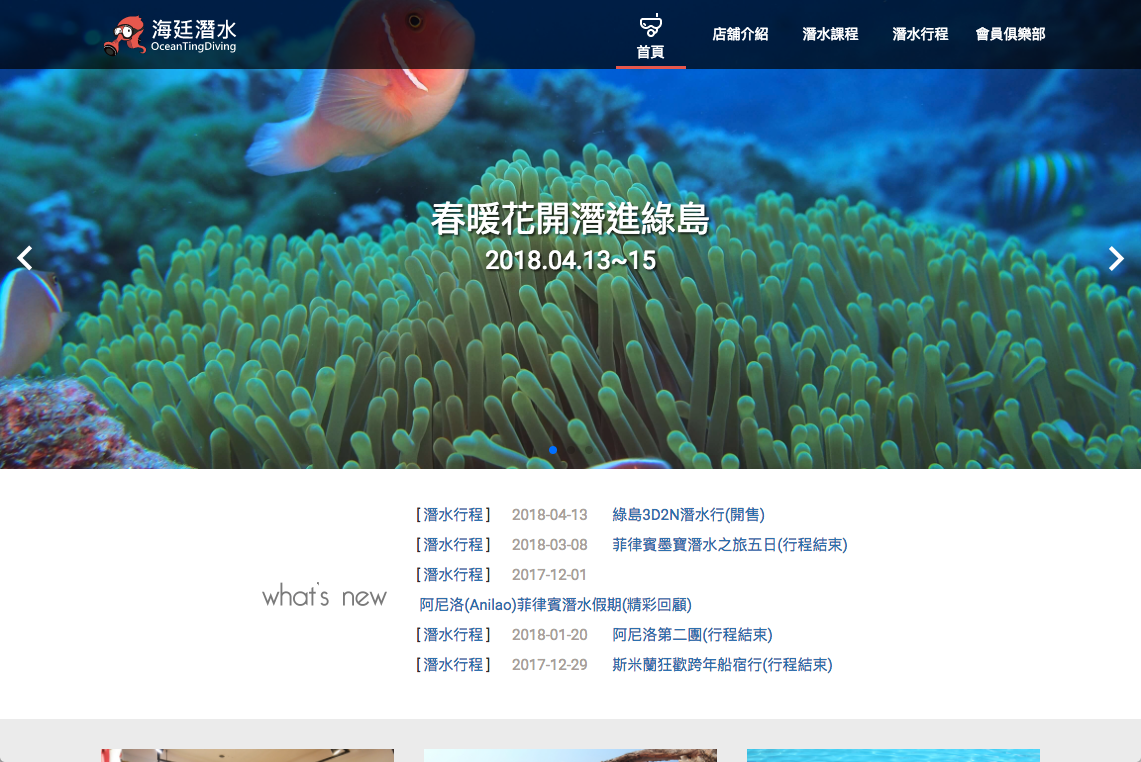 海廷潛水
OceanTingDiving
首頁
店舖介紹
潛水課程
潛水行程
會員俱樂部
春暖花開潛進綠島
2018.04.13~15
what's new
[ 潛水行程 ] 2018-04-13 綠島3D2N潛水行(開售)
[ 潛水行程 ] 2018-03-08 菲律賓墨寶潛水之旅五日(行程結束)
[ 潛水行程 ] 2017-12-01
阿尼洛(Anilao)菲律賓潛水假期(精彩回顧)
[ 潛水行程 ] 2018-01-20 阿尼洛第二團(行程結束)
[ 潛水行程 ] 2017-12-29 斯米蘭狂歡跨年船宿行(行程結束)